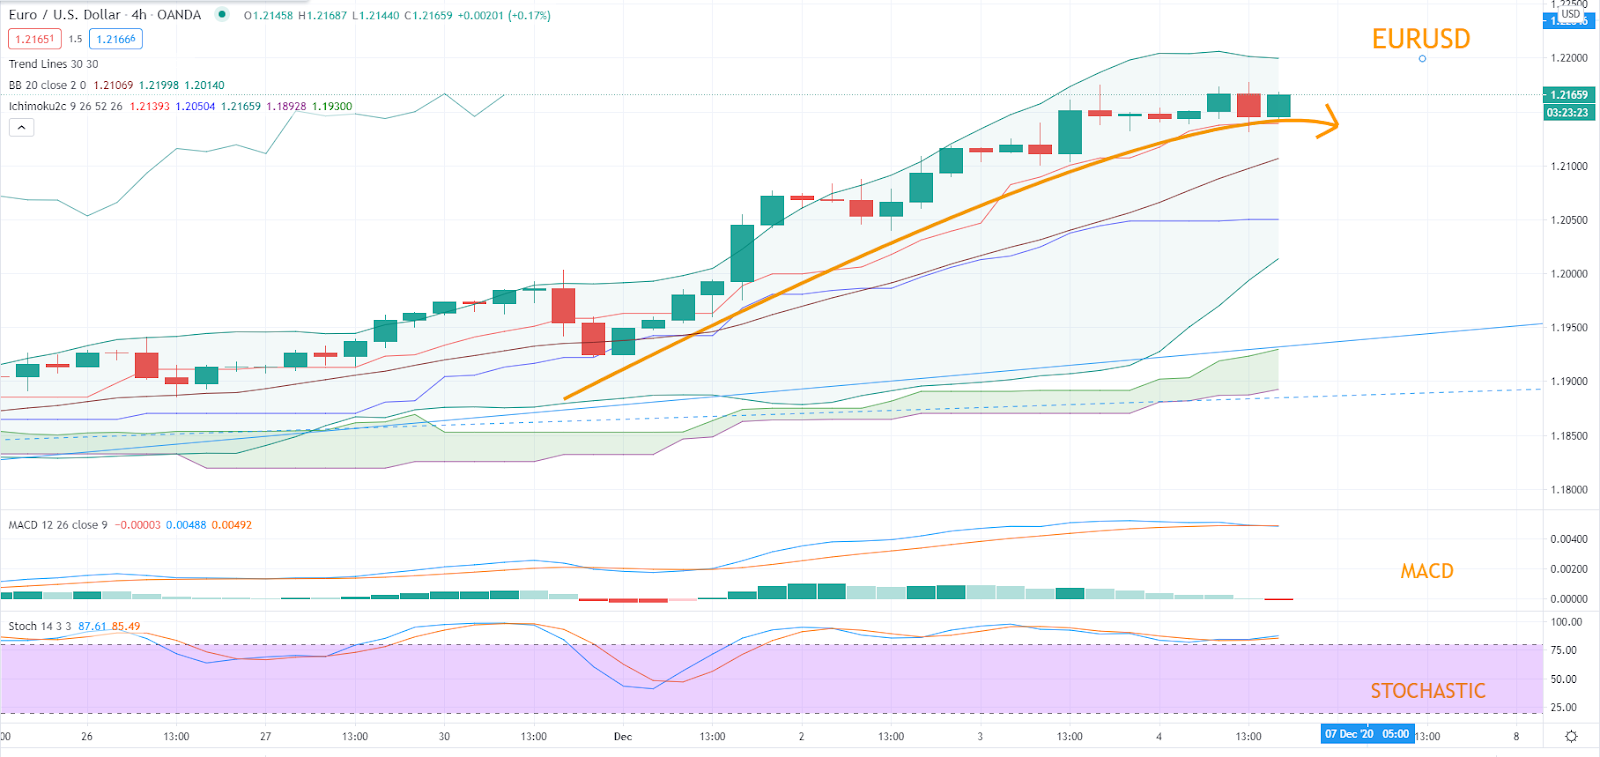 Euro / U.S. Dollar · 4h · OANDA O1.21458 H1.21687 L1.21440 C1.21659 +0.00201 (+0.17%)
1.21651 1.5 1.21666
Trend Lines 30 30
BB 20 close 2 0 1.21069 1.21998 1.20140
Ichimoku2c 9 26 52 26 1.21393 1.20504 1.21659 1.18928 1.19300
EURUSD
USD
1.22000
1.21659
03:23:23
1.21000
1.20500
1.20000
1.19500
1.19000
1.18500
1.18000
MACD 12 26 close 9 −0.00003 0.00488 0.00492
MACD
0.00400
0.00200
0.00000
Stoch 14 3 3 87.61 85.49
STOCHASTIC
100.00
75.00
50.00
25.00
00 26 13:00 27 13:00 30 13:00 Dec 13:00 2 13:00 3 13:00 4 13:00 07 Dec '20 05:00 13:00 8